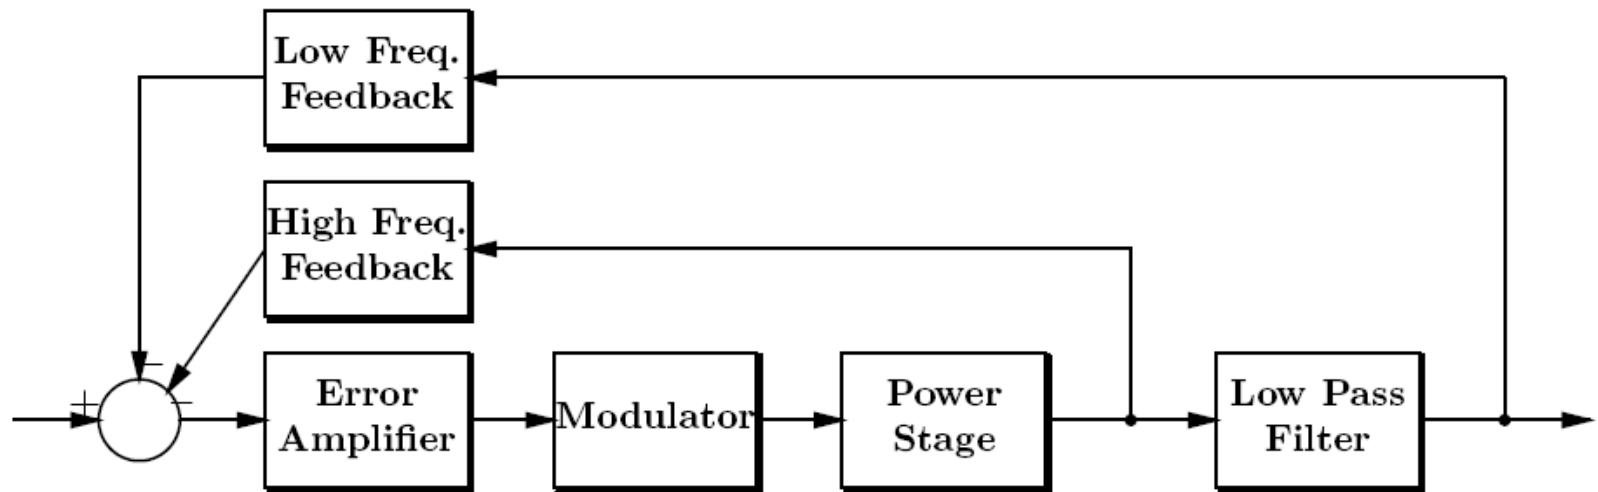 Low Freq.
Feedback
High Freq.
Feedback
−
+
−
Error
Amplifier
Modulator
Power
Stage
Low Pass
Filter